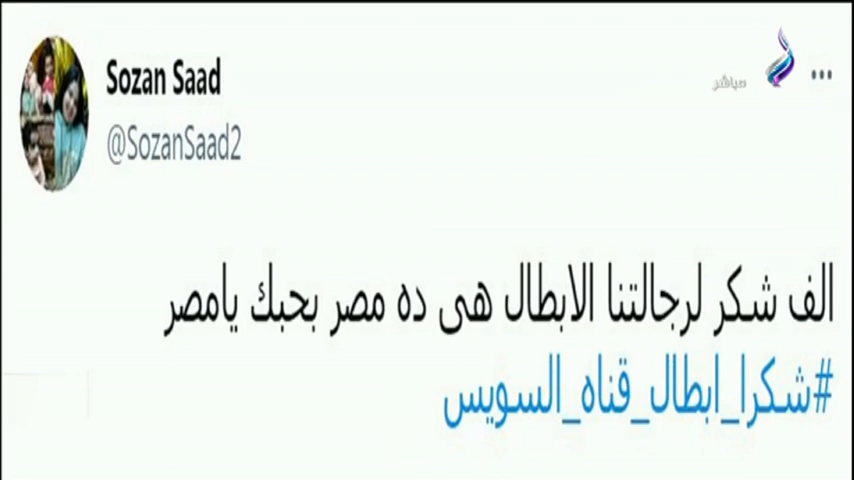 Sozan Saad
@SozanSaad2
مباشر
الف شكر لرجالتنا الابطال هى ده مصر بحبك يامصر
#شكرا_ابطال_قناه_السويس